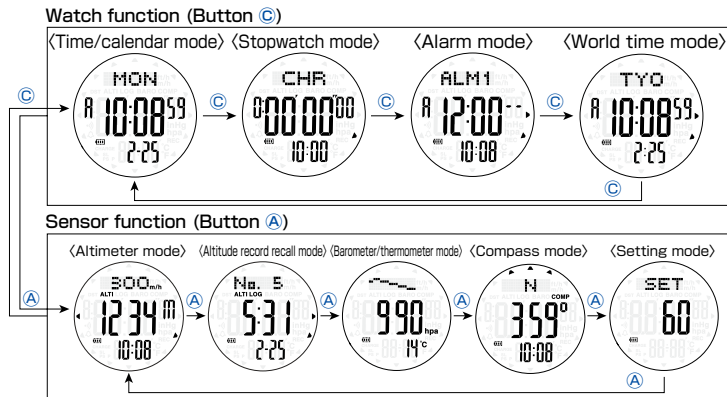 Watch function (Button Ⓒ)
〈Time/calendar mode〉 〈Stopwatch mode〉 〈Alarm mode〉 〈World time mode〉
MON
A 10:08 59
2-25
CHR
0:00'00"00
10:00
ALM1
A 12:00--
10:08
TYO
A 10:08 59
2-25
Ⓒ Ⓒ Ⓒ Ⓒ
Ⓒ
Sensor function (Button Ⓐ)
〈Altimeter mode〉 〈Altitude record recall mode〉 〈Barometer/thermometer mode〉 〈Compass mode〉 〈Setting mode〉
300m/h
ALTI
1234 m
10:08
No. 5
ALTI LOG
5:31
2-25
990 hpa
14°C
N
COMP
359°
10:08
SET
60
Ⓐ Ⓐ Ⓐ Ⓐ Ⓐ
Ⓐ